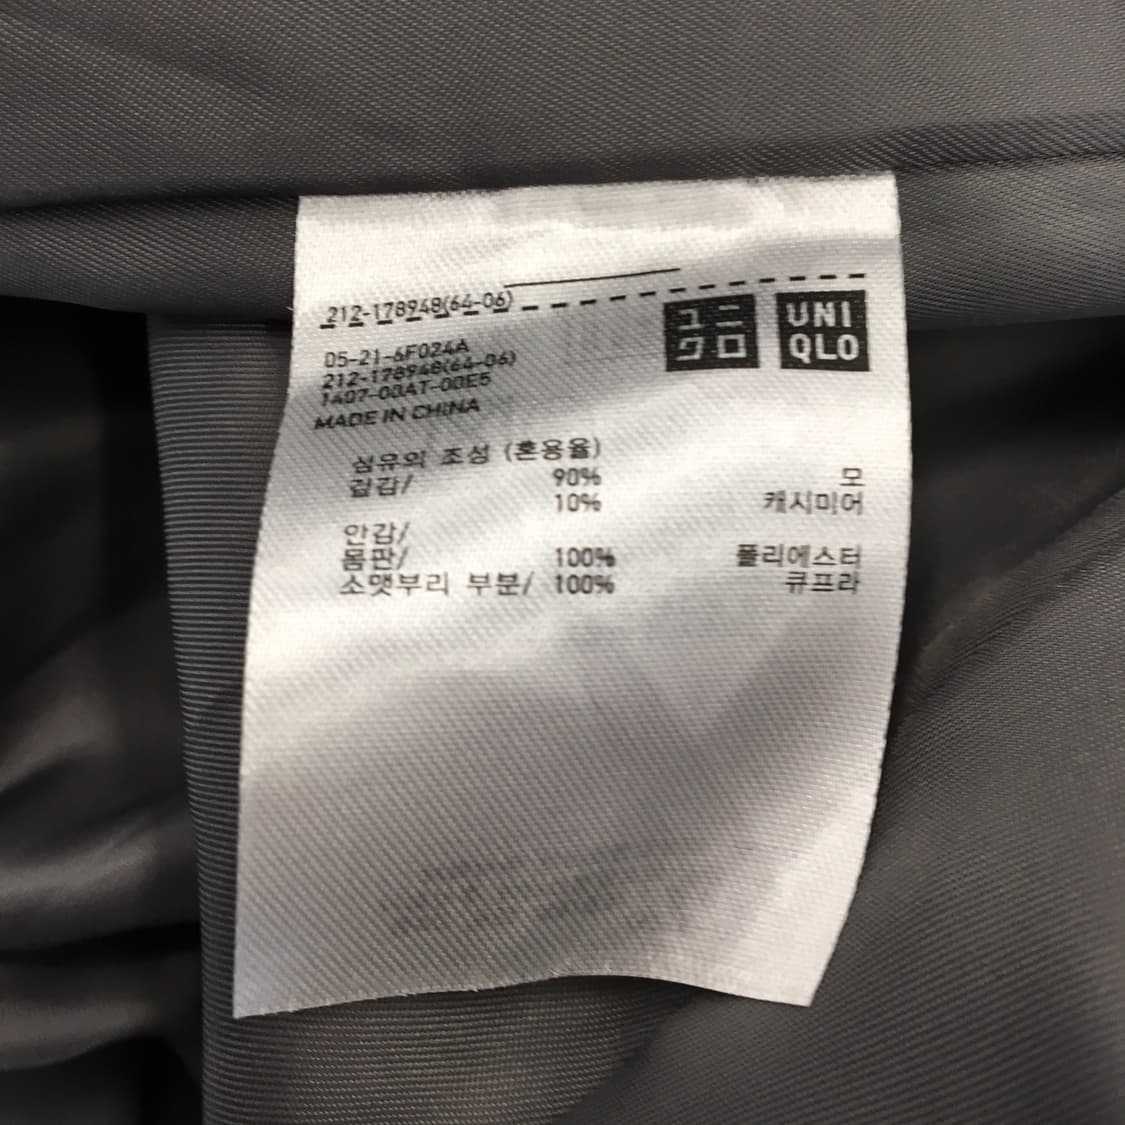 212-178948(64-06)
ユニクロ UNIQLO
05-21-6F024A
212-178948(64-06)
1407-00AT-00E5
MADE IN CHINA
섬유의 조성 (혼용율)
겉감/ 90% 모
10% 캐시미어
안감/
몸판/ 100% 폴리에스터
소맷부리 부분/ 100% 큐프라